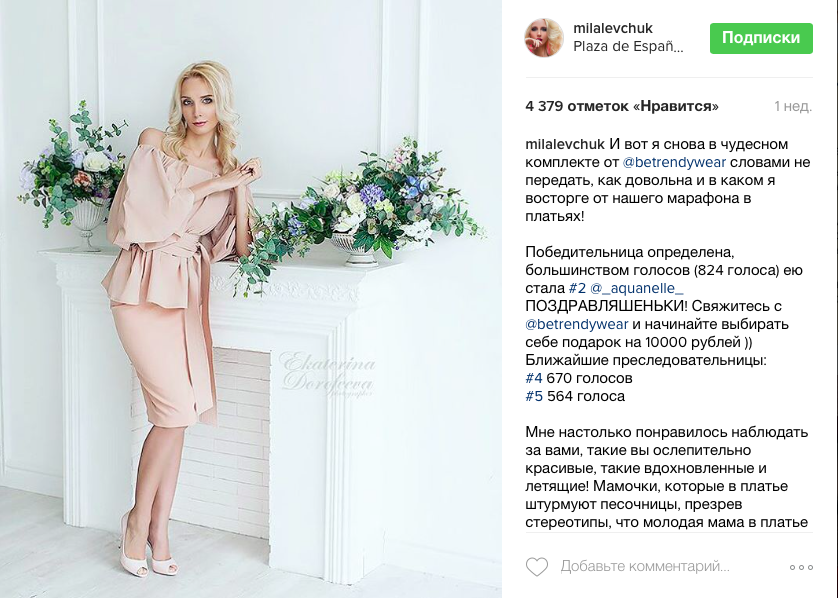 milalevchuk
Plaza de Españ...
Подписки
4 379 отметок «Нравится»
1 нед.
milalevchuk И вот я снова в чудесном
комплекте от @betrendywear словами не
передать, как довольна и в каком я
восторге от нашего марафона в
платьях!
Победительница определена,
большинством голосов (824 голоса) ею
стала #2 @_aquanelle_
ПОЗДРАВЛЯШЕНЬКИ! Свяжитесь с
@betrendywear и начинайте выбирать
себе подарок на 10000 рублей ))
Ближайшие преследовательницы:
#4 670 голосов
#5 564 голоса
Мне настолько понравилось наблюдать
за вами, такие вы ослепительно
красивые, такие вдохновленные и
летящие! Мамочки, которые в платье
штурмуют песочницы, презрев
стереотипы, что молодая мама в платье
Добавьте комментарий...
Ekaterina
Dorofeeva
photographer